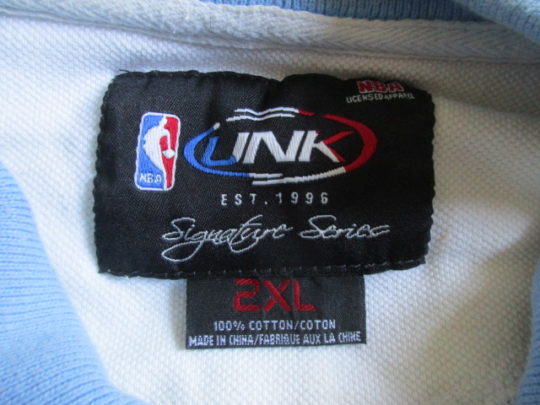 NBA
LICENSED APPAREL
NBA
UNK
EST. 1996
Signature Series
2XL
100% COTTON/COTON
MADE IN CHINA/FABRIQUE AUX LA CHINE